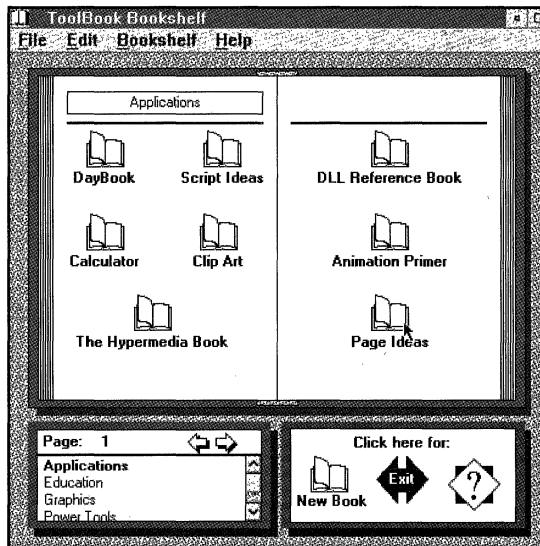 ToolBook Bookshelf
File Edit Bookshelf Help
Applications
DayBook Script Ideas
Calculator Clip Art
The Hypermedia Book
DLL Reference Book
Animation Primer
Page Ideas
Page: 1
Applications
Education
Graphics
Power Tools
Click here for:
New Book Exit ?